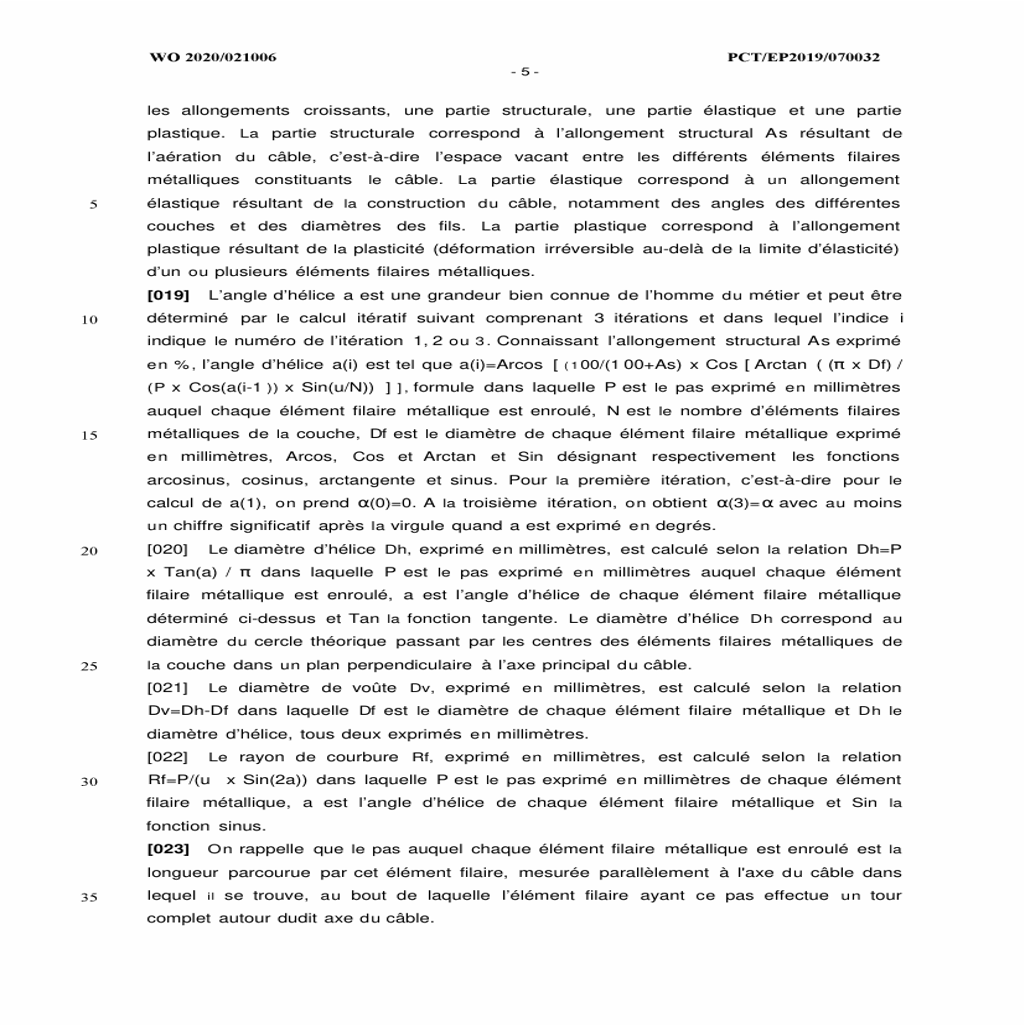 WO 2020/021006 PCT/EP2019/070032
- 5 -
les allongements croissants, une partie structurale, une partie élastique et une partie
plastique. La partie structurale correspond à l'allongement structural As résultant de
l'aération du câble, c'est-à-dire l'espace vacant entre les différents éléments filaires
métalliques constituants le câble. La partie élastique correspond à un allongement
5 élastique résultant de la construction du câble, notamment des angles des différentes
couches et des diamètres des fils. La partie plastique correspond à l'allongement
plastique résultant de la plasticité (déformation irréversible au-delà de la limite d'élasticité)
d'un ou plusieurs éléments filaires métalliques.
[019] L'angle d'hélice a est une grandeur bien connue de l'homme du métier et peut être
10 déterminé par le calcul itératif suivant comprenant 3 itérations et dans lequel l'indice i
indique le numéro de l'itération 1, 2 ou 3. Connaissant l'allongement structural As exprimé
en %, l'angle d'hélice a(i) est tel que a(i)=Arcos [ (100/(1 00+As) x Cos [ Arctan ( (π x Df) /
(P x Cos(a(i-1 )) x Sin(u/N)) ] ], formule dans laquelle P est le pas exprimé en millimètres
auquel chaque élément filaire métallique est enroulé, N est le nombre d'éléments filaires
15 métalliques de la couche, Df est le diamètre de chaque élément filaire métallique exprimé
en millimètres, Arcos, Cos et Arctan et Sin désignant respectivement les fonctions
arcosinus, cosinus, arctangente et sinus. Pour la première itération, c'est-à-dire pour le
calcul de a(1), on prend α(0)=0. A la troisième itération, on obtient α(3)=α avec au moins
un chiffre significatif après la virgule quand a est exprimé en degrés.
20 [020] Le diamètre d'hélice Dh, exprimé en millimètres, est calculé selon la relation Dh=P
x Tan(a) / π dans laquelle P est le pas exprimé en millimètres auquel chaque élément
filaire métallique est enroulé, a est l'angle d'hélice de chaque élément filaire métallique
déterminé ci-dessus et Tan la fonction tangente. Le diamètre d'hélice Dh correspond au
diamètre du cercle théorique passant par les centres des éléments filaires métalliques de
25 la couche dans un plan perpendiculaire à l'axe principal du câble.
[021] Le diamètre de voûte Dv, exprimé en millimètres, est calculé selon la relation
Dv=Dh-Df dans laquelle Df est le diamètre de chaque élément filaire métallique et Dh le
diamètre d'hélice, tous deux exprimés en millimètres.
[022] Le rayon de courbure Rf, exprimé en millimètres, est calculé selon la relation
30 Rf=P/(u x Sin(2a)) dans laquelle P est le pas exprimé en millimètres de chaque élément
filaire métallique, a est l'angle d'hélice de chaque élément filaire métallique et Sin la
fonction sinus.
[023] On rappelle que le pas auquel chaque élément filaire métallique est enroulé est la
longueur parcourue par cet élément filaire, mesurée parallèlement à l'axe du câble dans
35 lequel il se trouve, au bout de laquelle l'élément filaire ayant ce pas effectue un tour
complet autour dudit axe du câble.